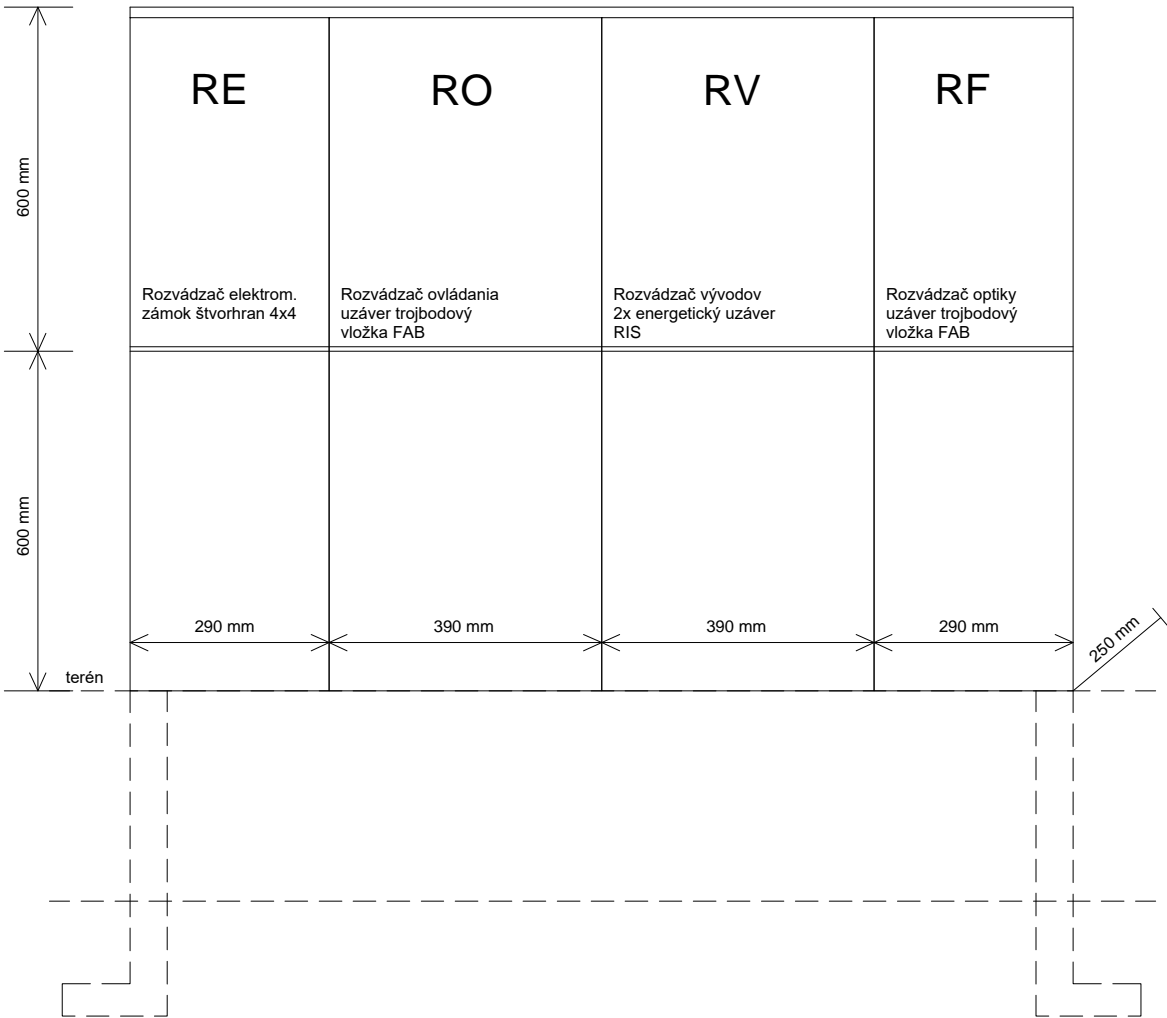 RE
RO
RV
RF
600 mm
Rozvádzač elektrom.
zámok štvorhran 4x4
Rozvádzač ovládania
uzáver trojbodový
vložka FAB
Rozvádzač vývodov
2x energetický uzáver
RIS
Rozvádzač optiky
uzáver trojbodový
vložka FAB
600 mm
290 mm
390 mm
390 mm
290 mm
250 mm
terén